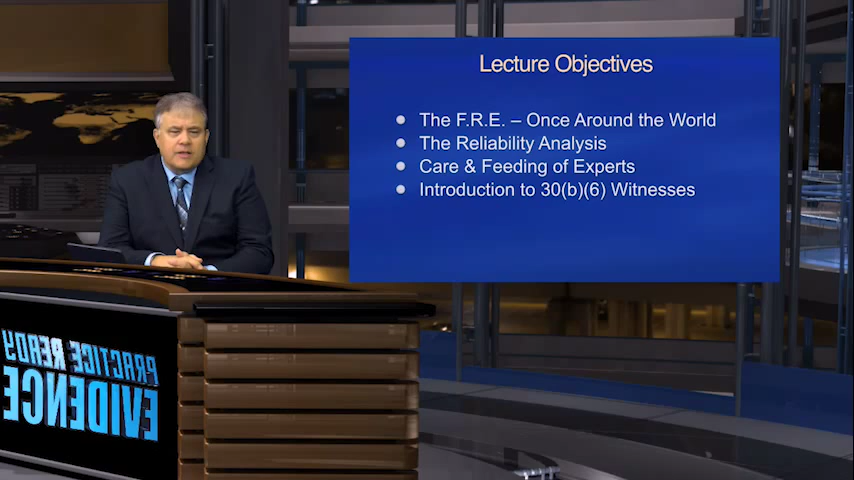 Lecture Objectives
The F.R.E. – Once Around the World
The Reliability Analysis
Care & Feeding of Experts
Introduction to 30(b)(6) Witnesses
PRACTICE READY
EVIDENCE